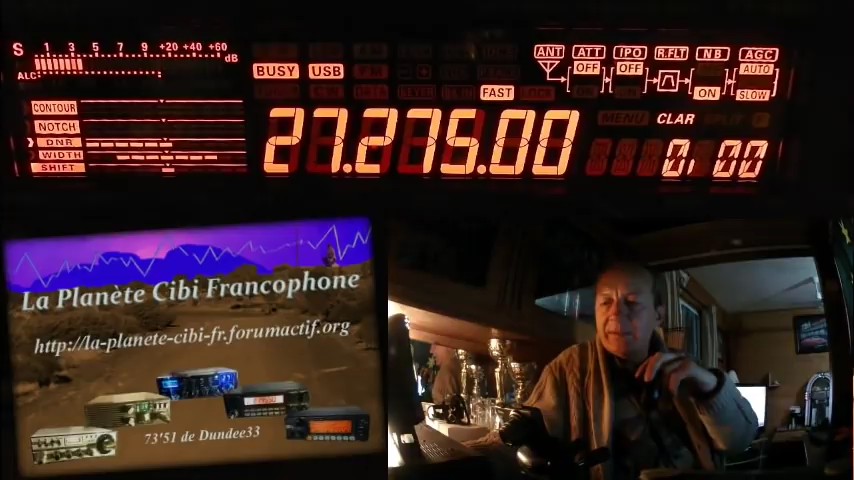 S 1 3 5 7 9 +20 +40 +60 dB
ALC
BUSY USB
FAST
ANT ATT IPO R.FLT NB AGC
OFF OFF AUTO
ON SLOW
CONTOUR
NOTCH
DNR
WIDTH
SHIFT
27.275.00
MENU CLAR SPLIT
0.00
La Planète Cibi Francophone
http://la-planete-cibi-fr.forumactif.org
73'51 de Dundee33